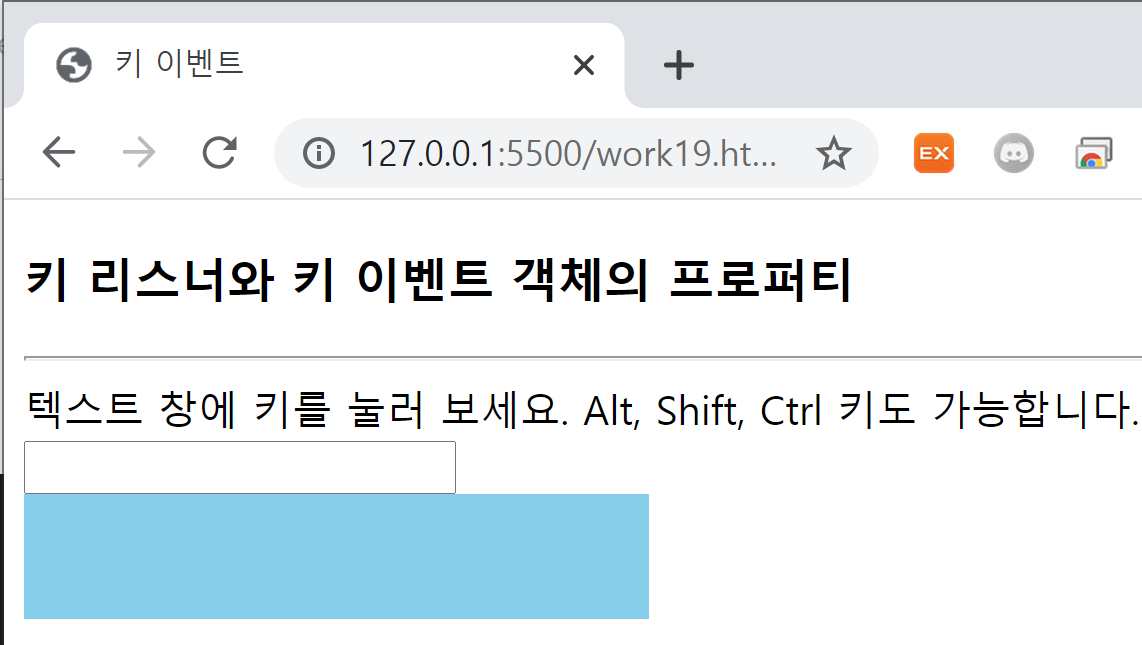 키 이벤트
127.0.0.1:5500/work19.ht...
EX
키 리스너와 키 이벤트 객체의 프로퍼티
텍스트 창에 키를 눌러 보세요. Alt, Shift, Ctrl 키도 가능합니다.